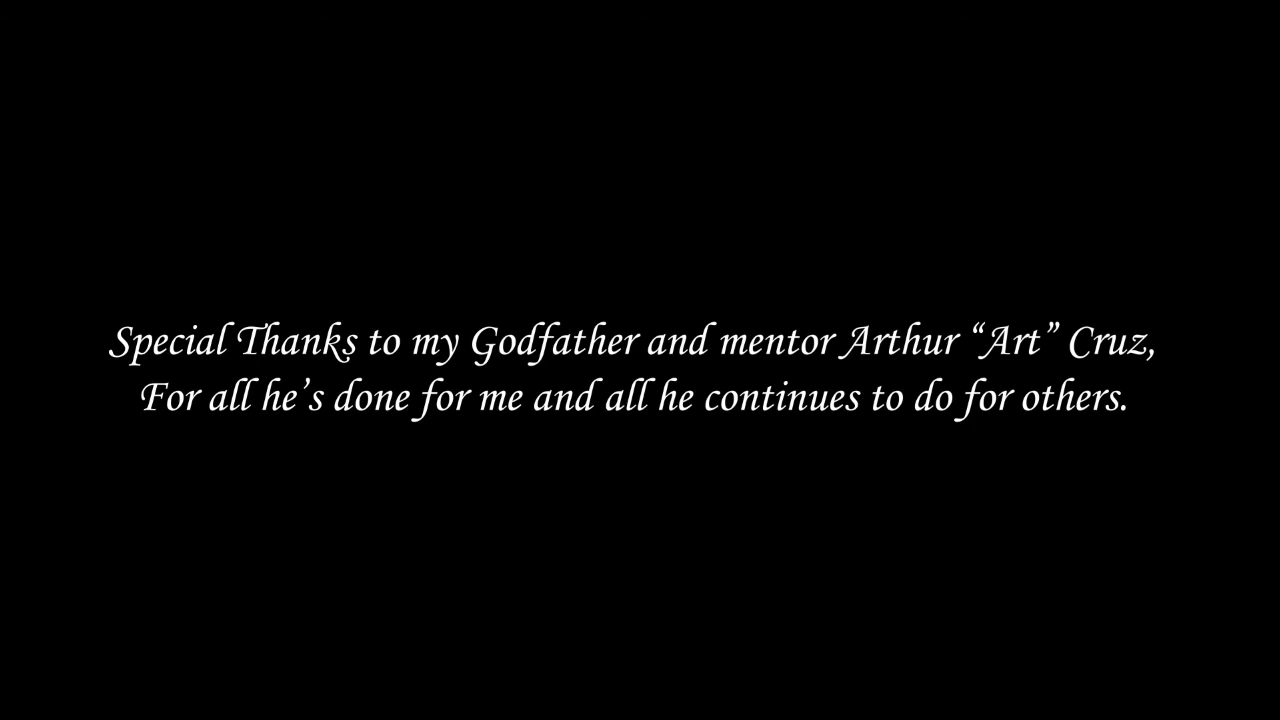 Special Thanks to my Godfather and mentor Arthur “Art” Cruz,
For all he’s done for me and all he continues to do for others.